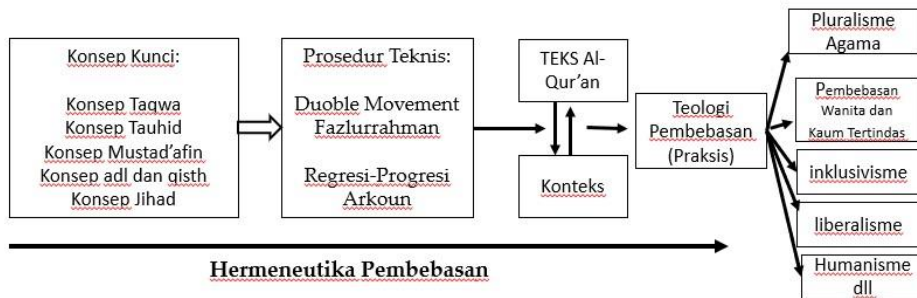 Konsep Kunci:
Konsep Taqwa
Konsep Tauhid
Konsep Mustad'afin
Konsep adl dan qisth
Konsep Jihad
Prosedur Teknis:
Duoble Movement
Fazlurrahman
Regresi-Progresi
Arkoun
TEKS Al-
Qur'an
Konteks
Teologi
Pembebasan
(Praksis)
Pluralisme
Agama
Pembebasan
Wanita dan
Kaum Tertindas
inklusivisme
liberalisme
Humanisme
dll
Hermeneutika Pembebasan